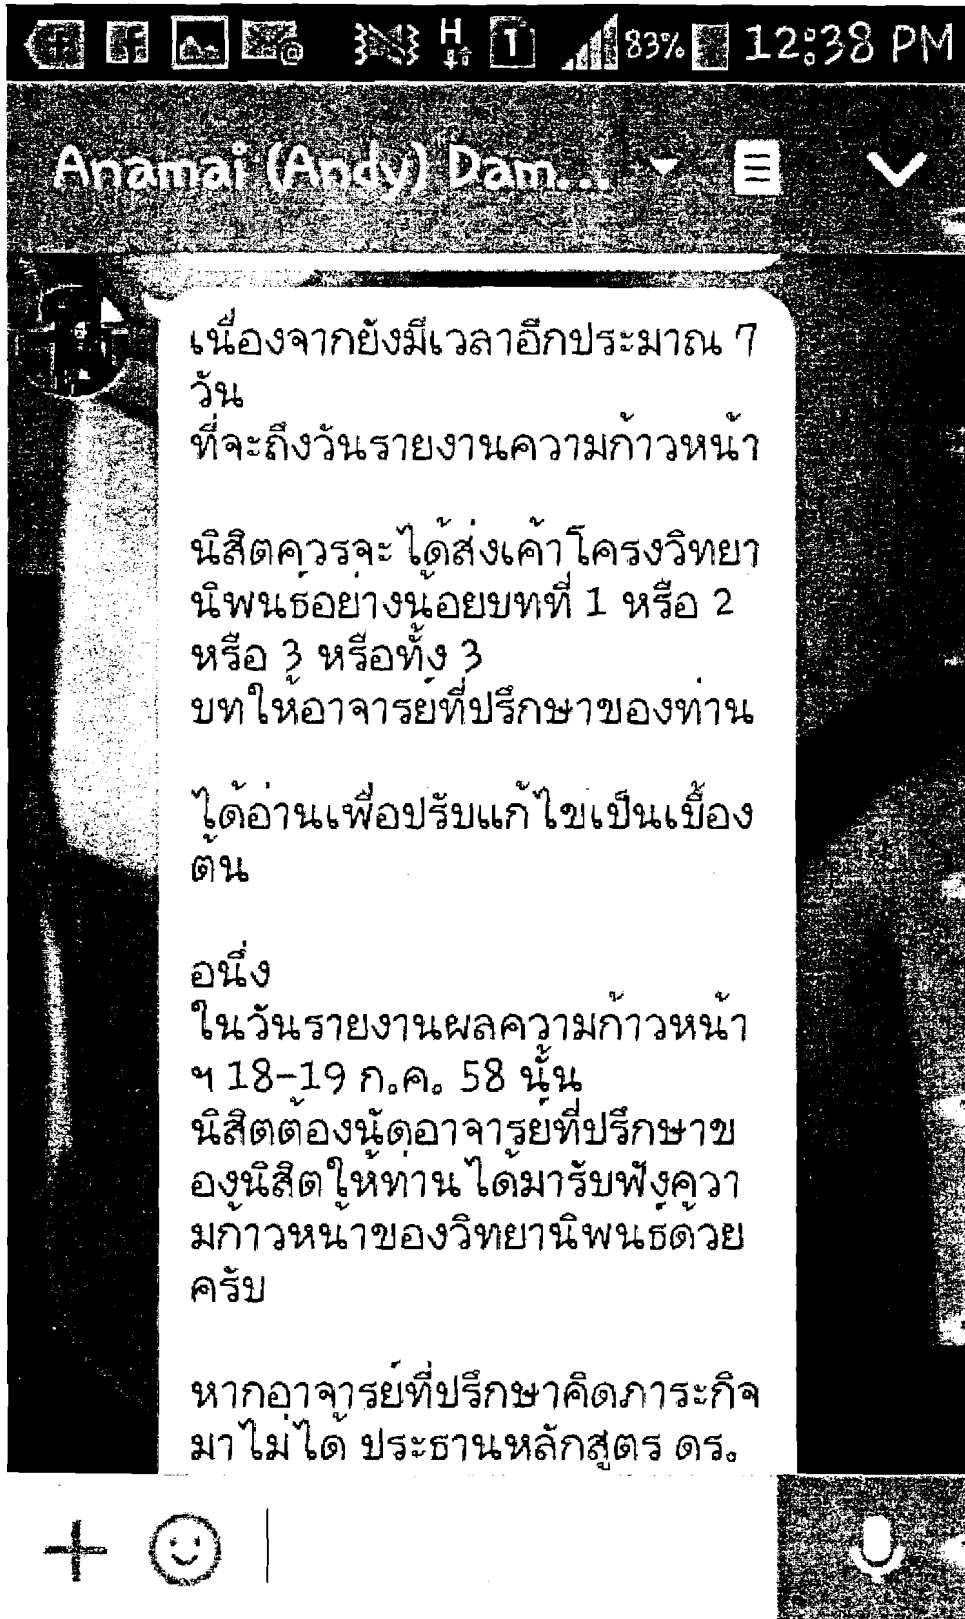 83% 12:38 PM
Anamai (Andy) Dam...
เนื่องจากยังมีเวลาอีกประมาณ 7
วัน
ที่จะถึงวันรายงานความก้าวหน้า
นิสิตควรจะได้ส่งเค้าโครงวิทยา
นิพนธ์อย่างน้อยบทที่ 1 หรือ 2
หรือ 3 หรือทั้ง 3
บทให้อาจารย์ที่ปรึกษาของท่าน
ได้อ่านเพื่อปรับแก้ไขเป็นเบื้อง
ต้น
อนึ่ง
ในวันรายงานผลความก้าวหน้า
ฯ 18-19 ก.ค. 58 นั้น
นิสิตต้องนัดอาจารย์ที่ปรึกษาข
องนิสิตให้ท่านได้มารับฟังควา
มก้าวหน้าของวิทยานิพนธ์ด้วย
ครับ
หากอาจารย์ที่ปรึกษาคิดภาระกิจ
มาไม่ได้ ประธานหลักสูตร ดร.